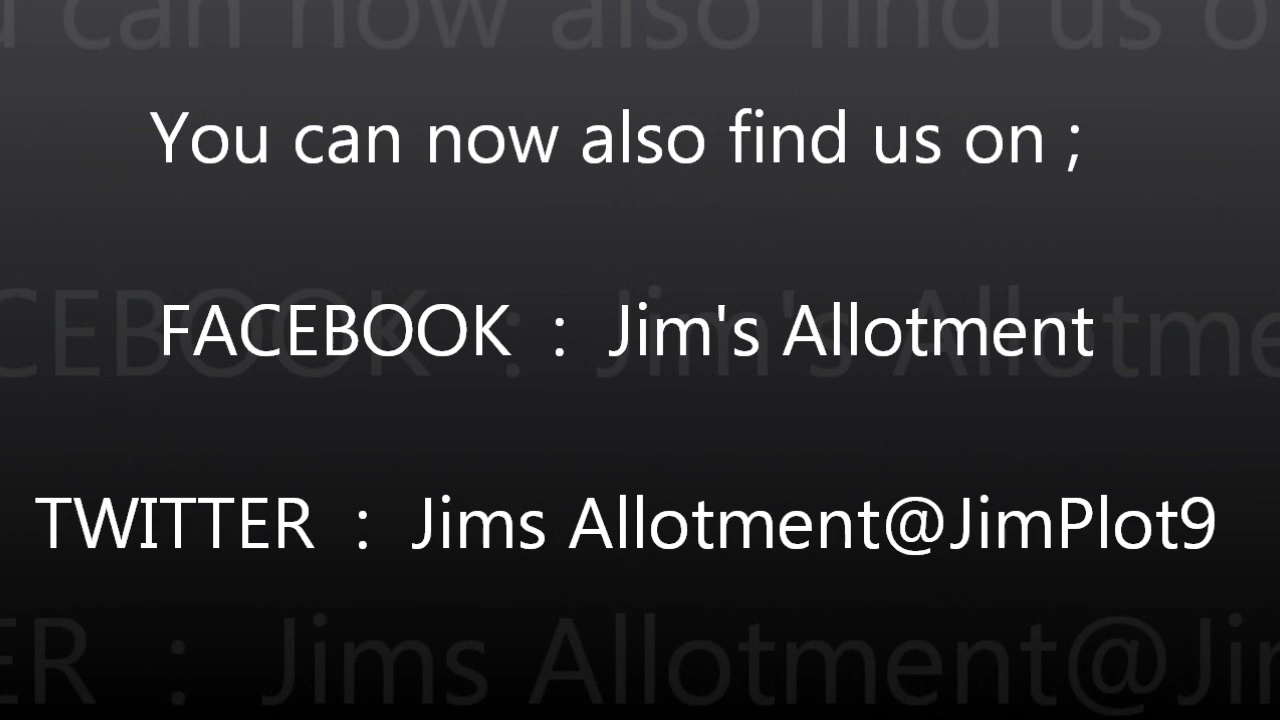 You can now also find us on ;
FACEBOOK : Jim's Allotment
TWITTER : Jims Allotment@JimPlot9